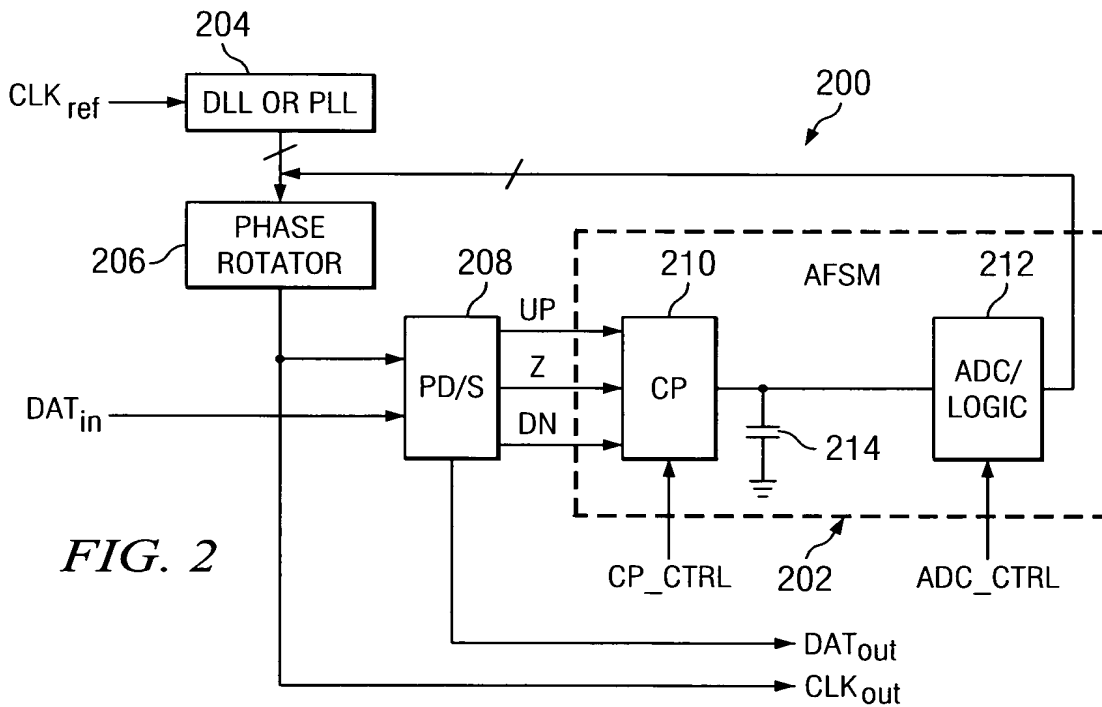 204
CLKref
DLL OR PLL
200
PHASE
ROTATOR
206
208
210
AFSM
212
UP
Z
DN
PD/S
CP
ADC/
LOGIC
DATin
214
FIG. 2
CP_CTRL
202
ADC_CTRL
DATout
CLKout